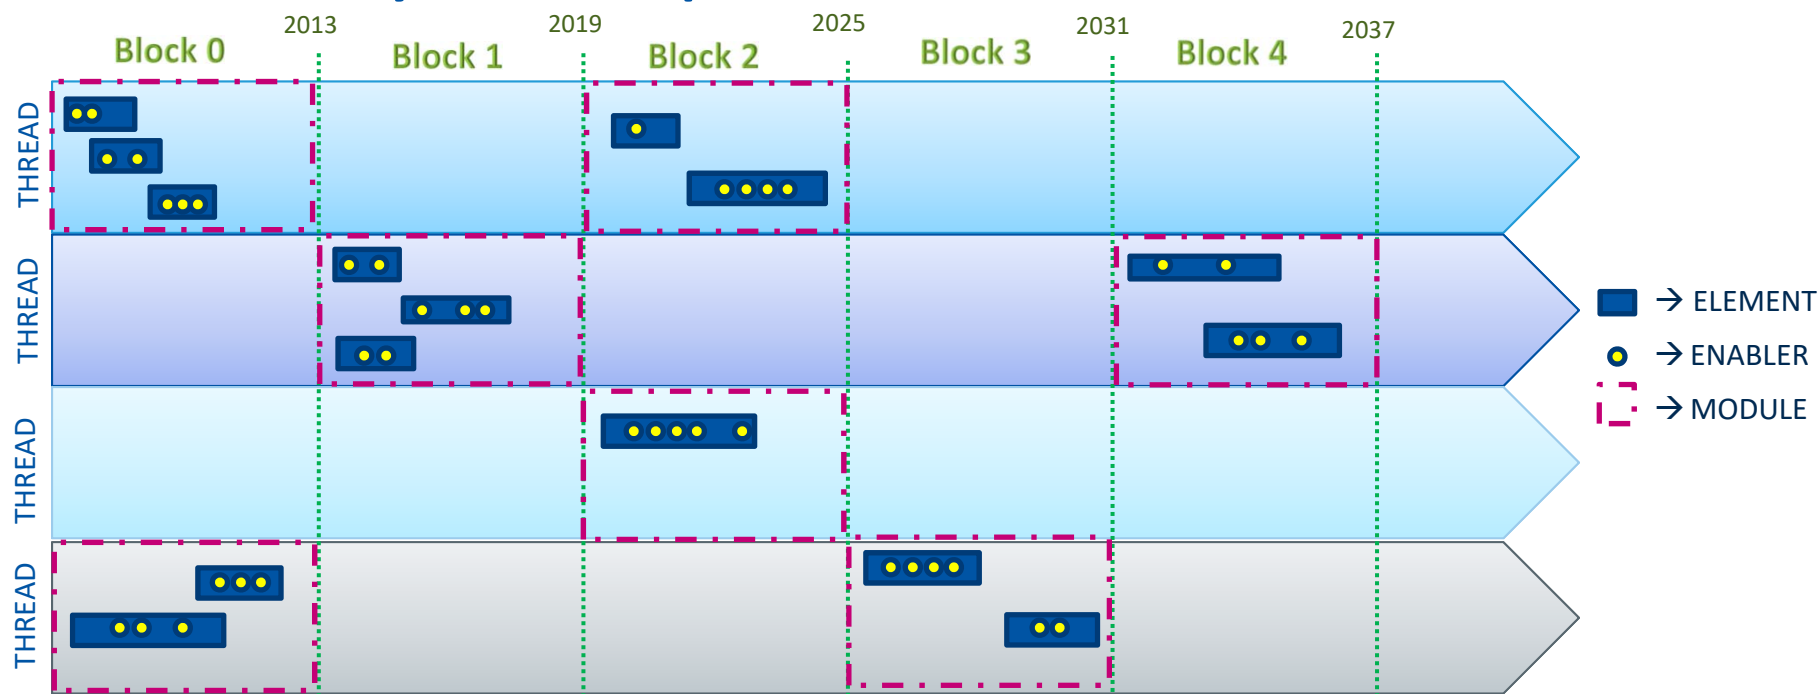 2013 2019 2025 2031 2037
Block 0 Block 1 Block 2 Block 3 Block 4
THREAD
THREAD
THREAD
THREAD
→ ELEMENT
→ ENABLER
→ MODULE